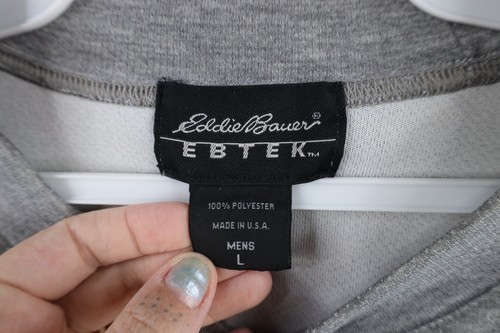 Eddie Bauer®
EBTEK™
100% POLYESTER
MADE IN U.S.A.
MENS
L